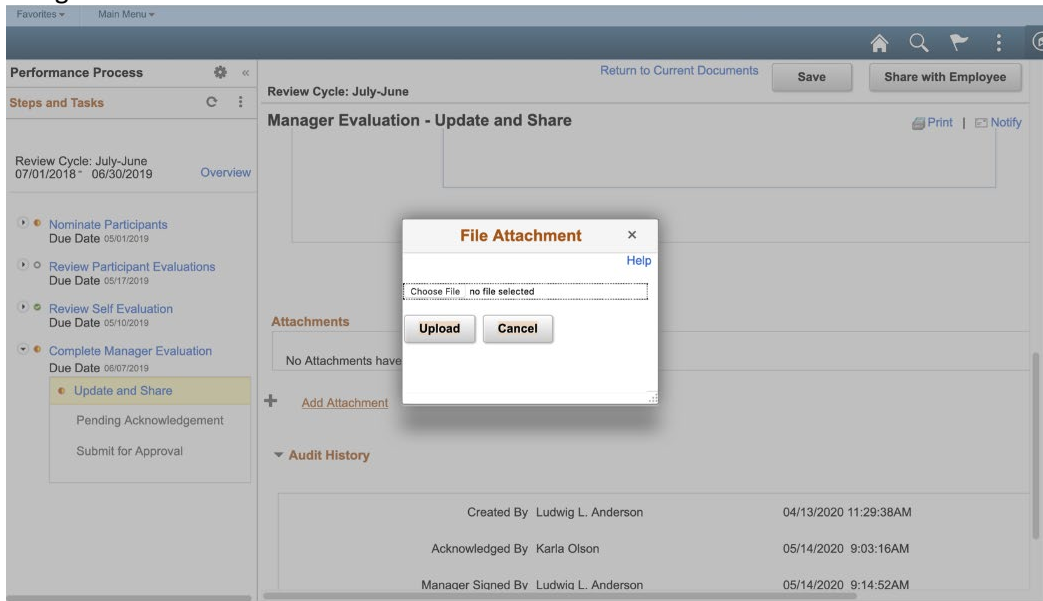 Favorites Main Menu
Performance Process «
Steps and Tasks
Review Cycle: July-June
07/01/2018 - 06/30/2019 Overview
Nominate Participants
Due Date 05/01/2019
Review Participant Evaluations
Due Date 05/17/2019
Review Self Evaluation
Due Date 05/10/2019
Complete Manager Evaluation
Due Date 06/07/2019
Update and Share
Pending Acknowledgement
Submit for Approval
Return to Current Documents Save Share with Employee
Review Cycle: July-June
Manager Evaluation - Update and Share Print | Notify
File Attachment ×
Help
Choose File no file selected
Upload Cancel
Attachments
No Attachments have
+ Add Attachment
Audit History
Created By Ludwig L. Anderson 04/13/2020 11:29:38AM
Acknowledged By Karla Olson 05/14/2020 9:03:16AM
Manager Signed By Ludwig L. Anderson 05/14/2020 9:14:52AM